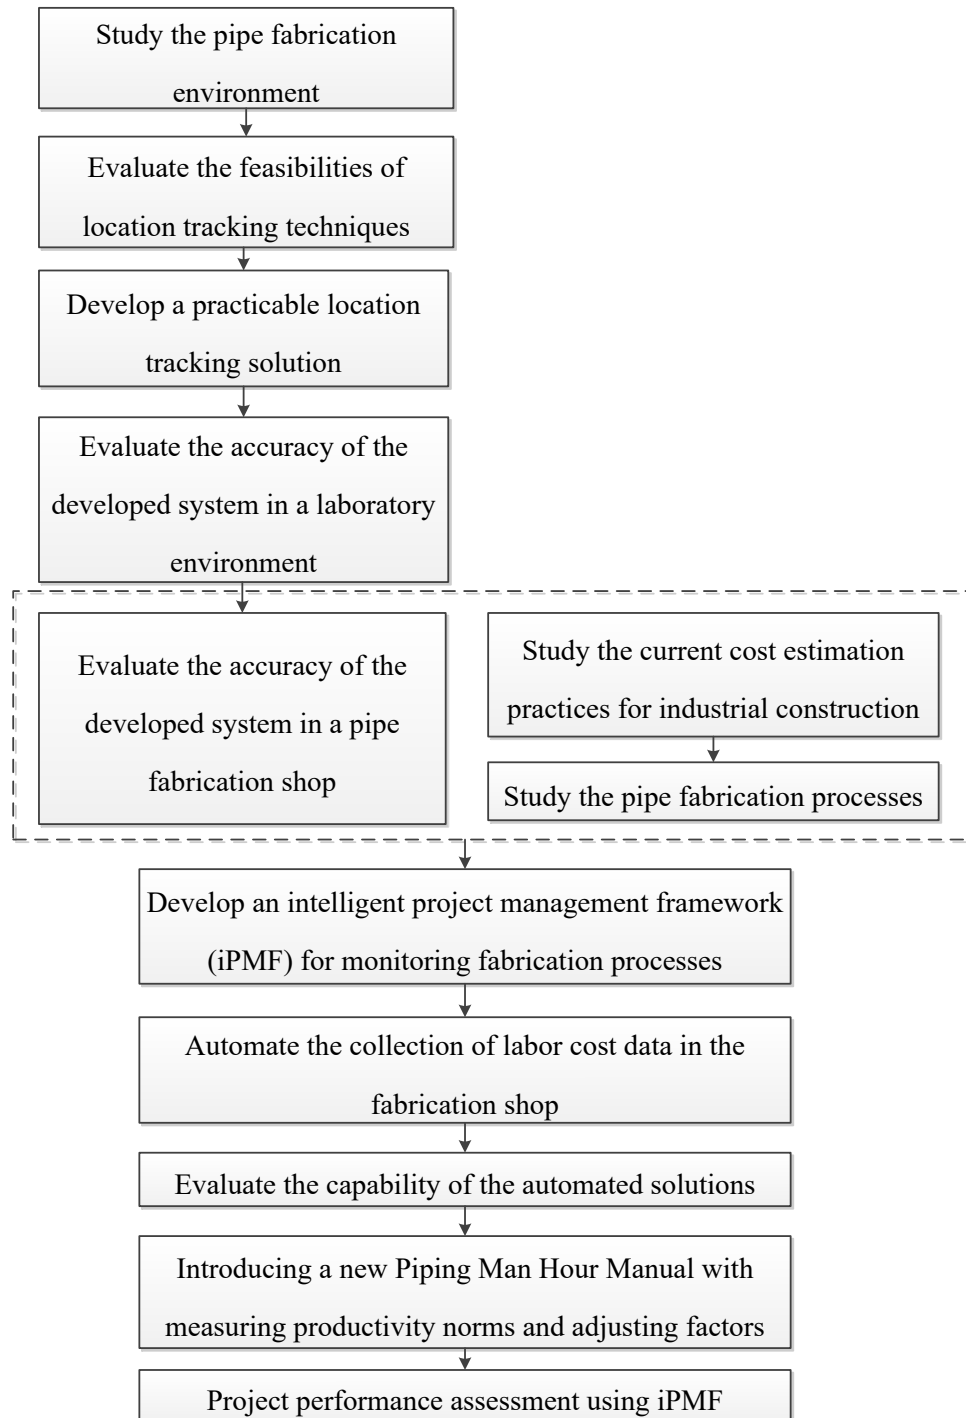 Study the pipe fabrication
environment
Evaluate the feasibilities of
location tracking techniques
Develop a practicable location
tracking solution
Evaluate the accuracy of the
developed system in a laboratory
environment
Evaluate the accuracy of the
developed system in a pipe
fabrication shop
Study the current cost estimation
practices for industrial construction
Study the pipe fabrication processes
Develop an intelligent project management framework
(iPMF) for monitoring fabrication processes
Automate the collection of labor cost data in the
fabrication shop
Evaluate the capability of the automated solutions
Introducing a new Piping Man Hour Manual with
measuring productivity norms and adjusting factors
Project performance assessment using iPMF